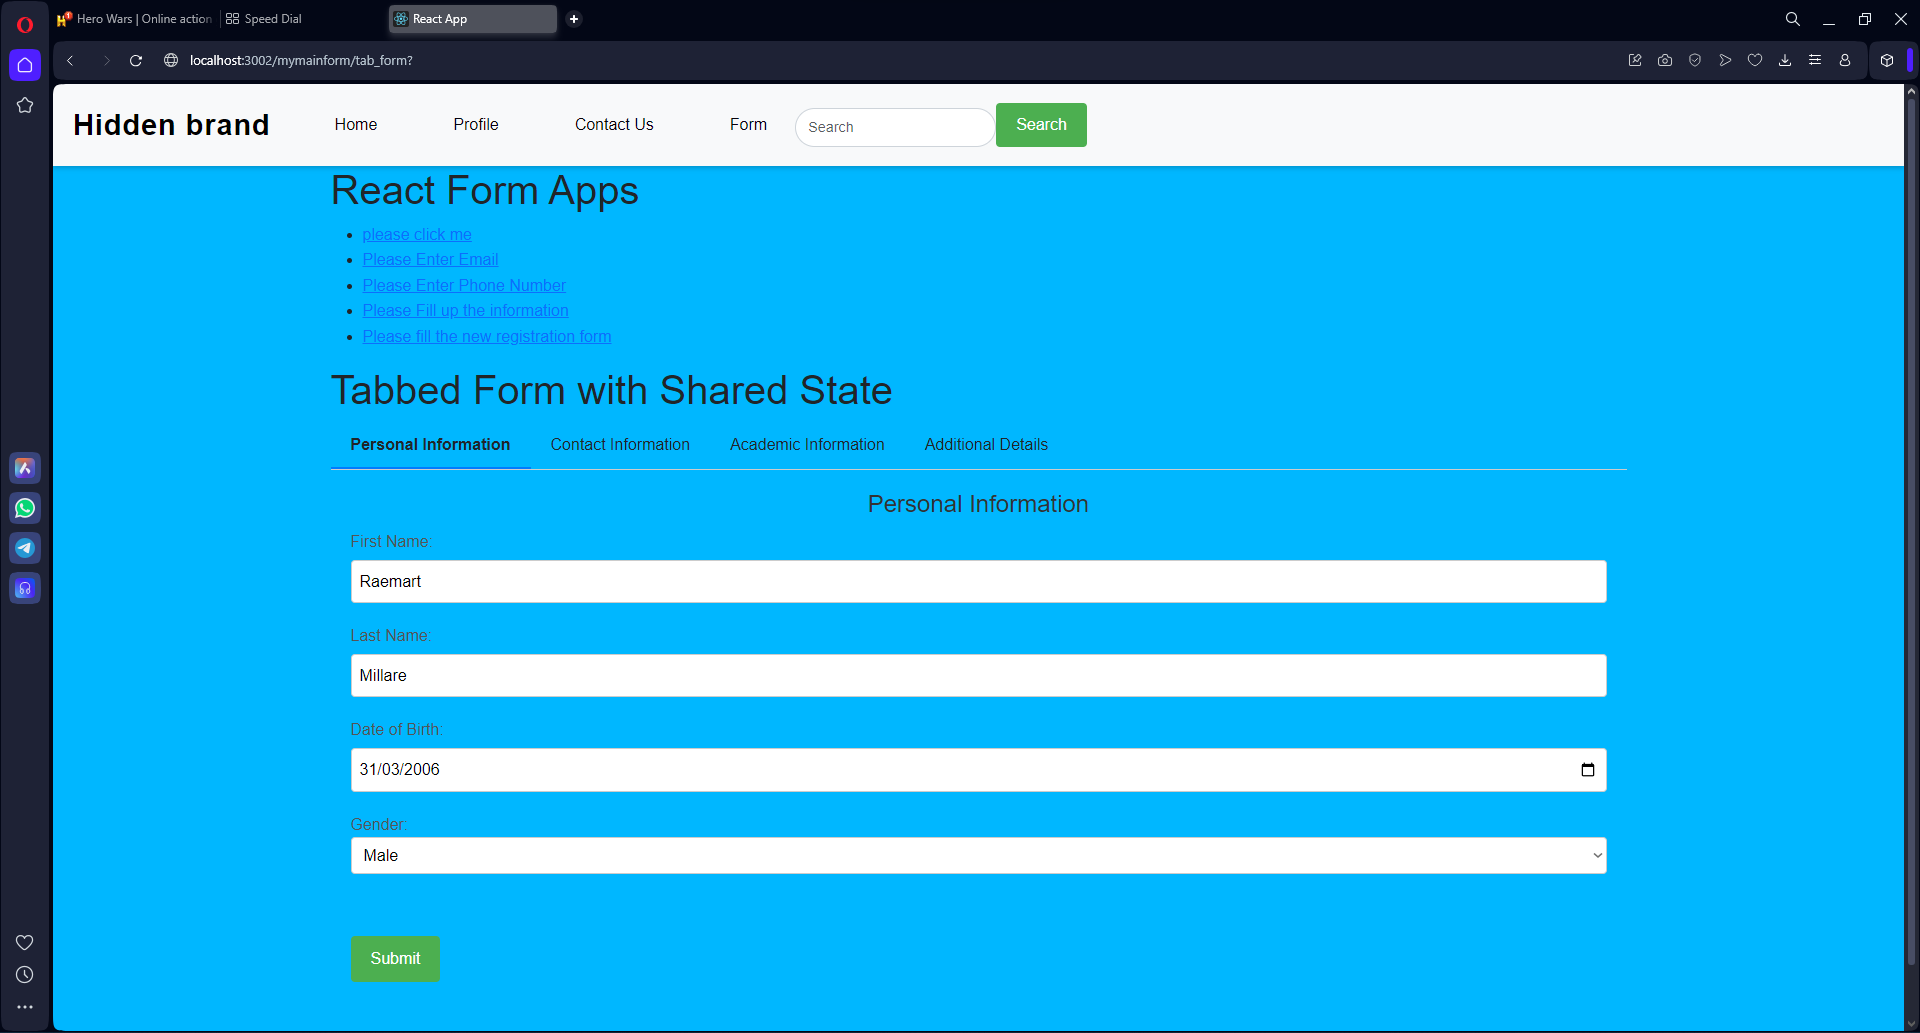 Hero Wars | Online action
Speed Dial
React App
localhost:3002/mymainform/tab_form?
Hidden brand
Home
Profile
Contact Us
Form
Search
Search
React Form Apps
please click me
Please Enter Email
Please Enter Phone Number
Please Fill up the information
Please fill the new registration form
Tabbed Form with Shared State
Personal Information
Contact Information
Academic Information
Additional Details
Personal Information
First Name:
Raemart
Last Name:
Millare
Date of Birth:
31/03/2006
Gender:
Male
Submit